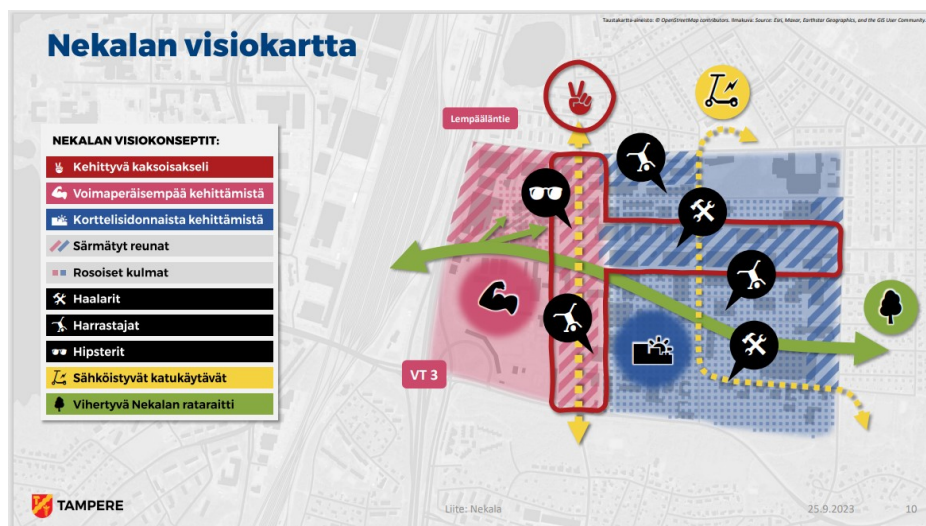 Taustakartta-aineisto: © OpenStreetMap contributors. Ilmakuva: Source: Esri, Maxar, Earthstar Geographics, and the GIS User Community.
Nekalan visiokartta
Lempääläntie
NEKALAN VISIOKONSEPTIT:
Kehittyvä kaksoisakseli
Voimaperäisempää kehittämistä
Korttelisidonnaista kehittämistä
Särmätyt reunat
Rosoiset kulmat
Haalarit
Harrastajat
Hipsterit
Sähköistyvät katukäytävät
Vihertyvä Nekalan rataraitti
VT 3
TAMPERE
Liite: Nekala
25.9.2023
10